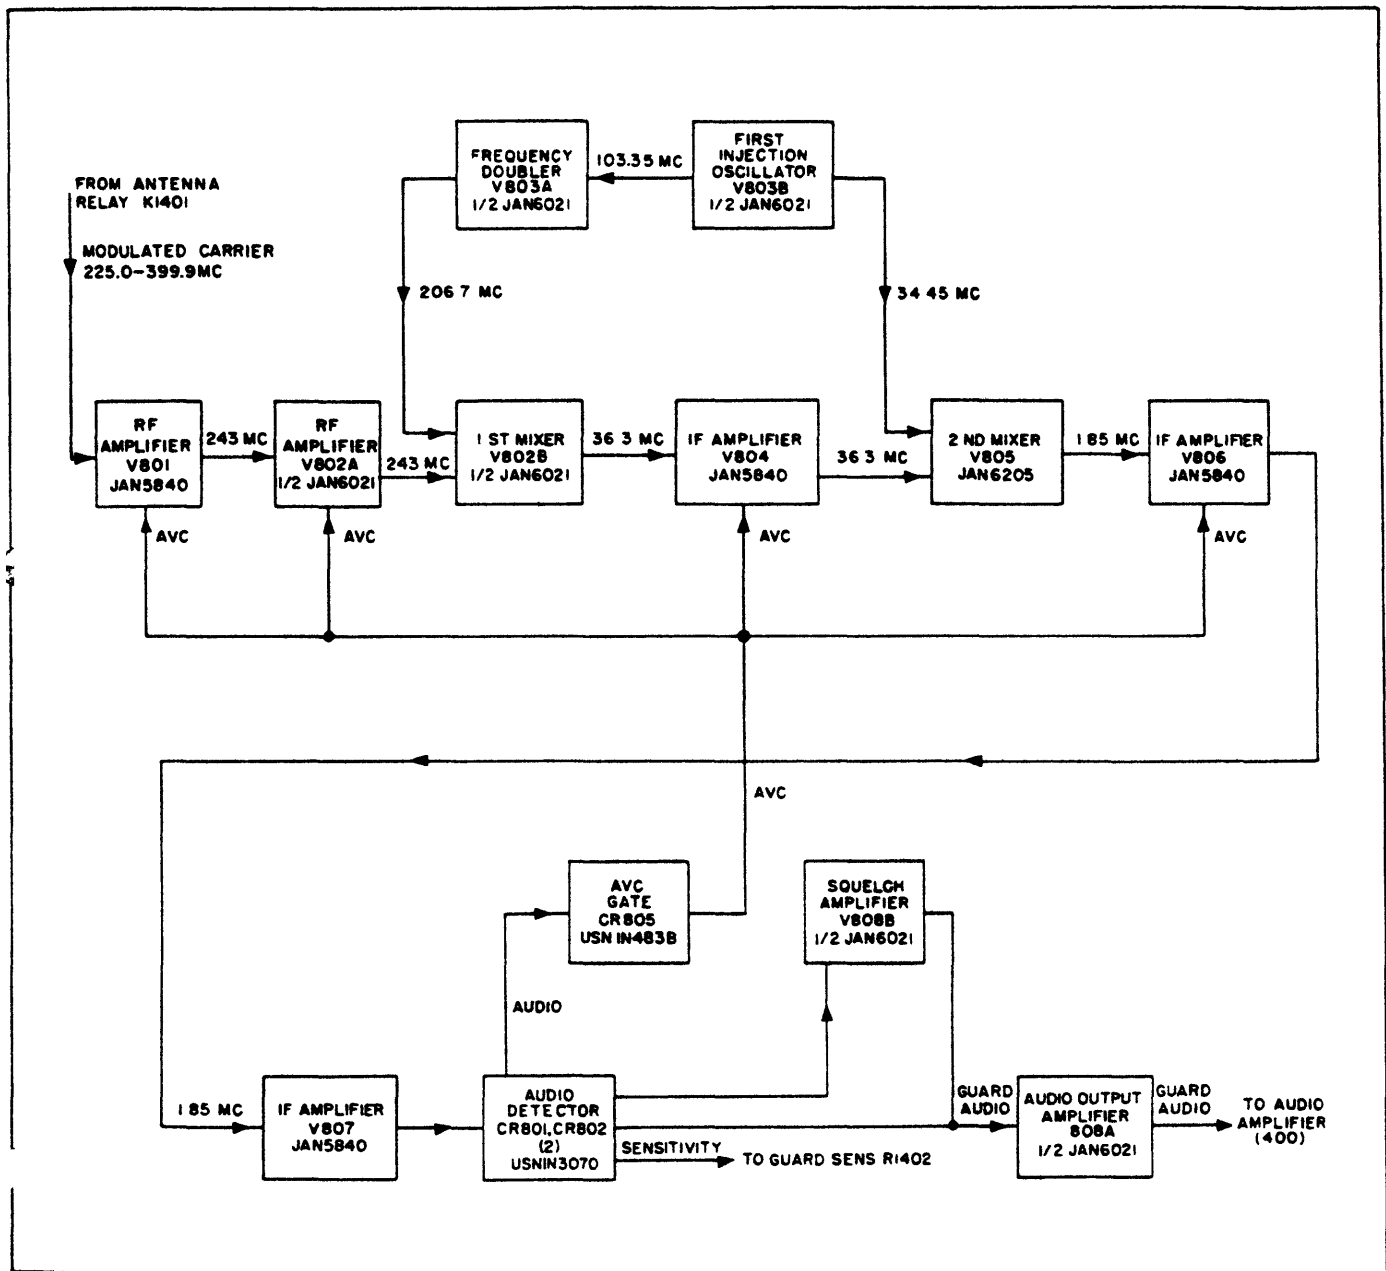 FREQUENCY
DOUBLER
V803A
1/2 JAN6021
103.35 MC
FIRST
INJECTION
OSCILLATOR
V803B
1/2 JAN6021
FROM ANTENNA
RELAY K1401
MODULATED CARRIER
225.0-399.9MC
206 7 MC
34 45 MC
RF
AMPLIFIER
V801
JAN5840
243 MC
RF
AMPLIFIER
V802A
1/2 JAN6021
243 MC
1 ST MIXER
V802B
1/2 JAN6021
36 3 MC
IF AMPLIFIER
V804
JAN5840
36 3 MC
2 ND MIXER
V805
JAN6205
1 85 MC
IF AMPLIFIER
V806
JAN5840
AVC
AVC
AVC
AVC
AVC
AVC
GATE
CR805
USN IN483B
SQUELCH
AMPLIFIER
V808B
1/2 JAN6021
AUDIO
1 85 MC
IF AMPLIFIER
V807
JAN5840
AUDIO
DETECTOR
CR801,CR802
(2)
USNIN3070
SENSITIVITY
TO GUARD SENS R1402
GUARD
AUDIO
AUDIO OUTPUT
AMPLIFIER
808A
1/2 JAN6021
GUARD
AUDIO
TO AUDIO
AMPLIFIER
(400)